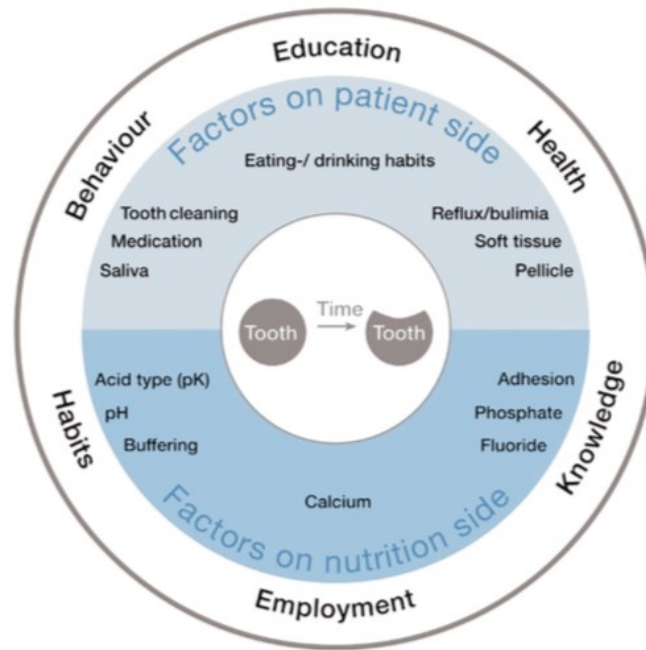 Education
Behaviour
Health
Factors on patient side
Eating-/ drinking habits
Tooth cleaning
Medication
Saliva
Reflux/bulimia
Soft tissue
Pellicle
Time
Tooth
Tooth
Acid type (pK)
pH
Buffering
Adhesion
Phosphate
Fluoride
Calcium
Factors on nutrition side
Habits
Knowledge
Employment